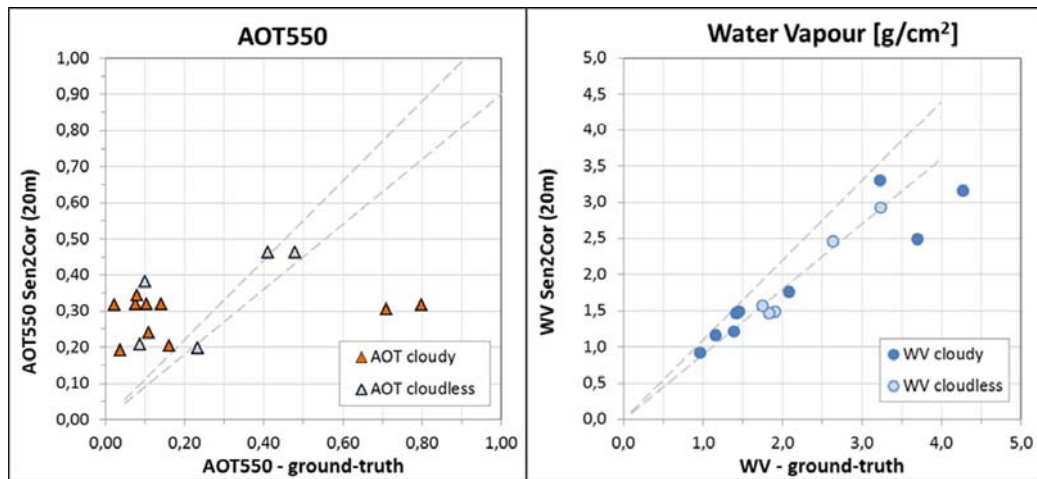 AOT550
1,00
0,90
0,80
0,70
0,60
0,50
0,40
0,30
0,20
0,10
0,00
0,00 0,20 0,40 0,60 0,80 1,00
AOT550 Sen2Cor (20m)
AOT550 - ground-truth
AOT cloudy
AOT cloudless
Water Vapour [g/cm²]
5,0
4,5
4,0
3,5
3,0
2,5
2,0
1,5
1,0
0,5
0,0
0,0 1,0 2,0 3,0 4,0 5,0
WV Sen2Cor (20m)
WV - ground-truth
WV cloudy
WV cloudless